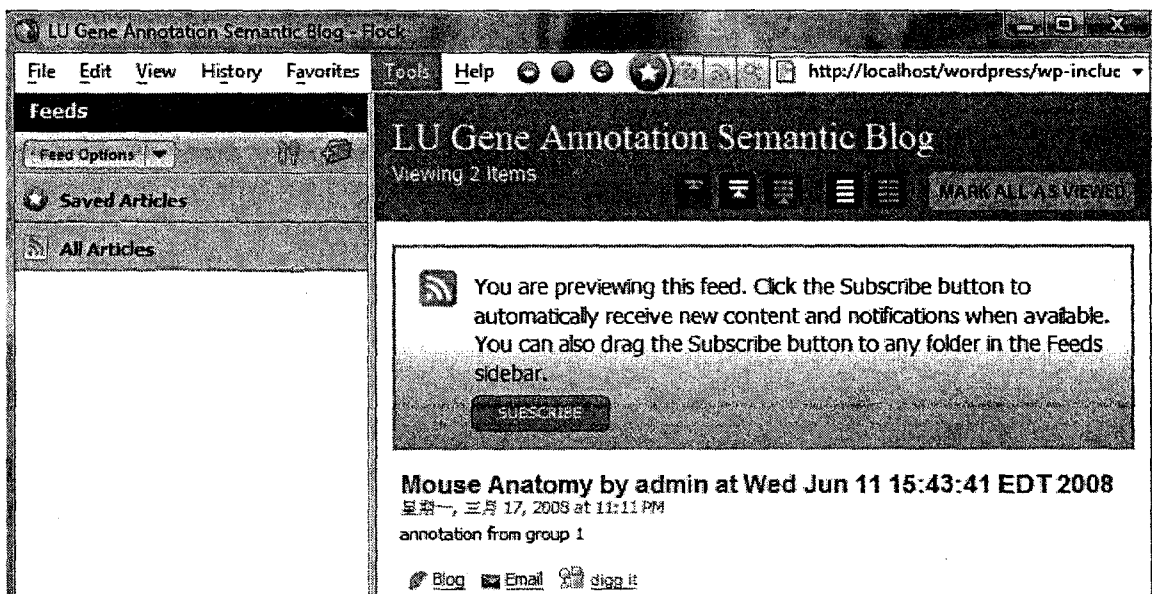 LU Gene Annotation Semantic Blog - Flock
File Edit View History Favorites Tools Help http://localhost/wordpress/wp-incluc
Feeds
Feed Options
Saved Articles
All Articles
LU Gene Annotation Semantic Blog
Viewing 2 Items
MARK ALL AS VIEWED
You are previewing this feed. Click the Subscribe button to
automatically receive new content and notifications when available.
You can also drag the Subscribe button to any folder in the Feeds
sidebar.
SUBSCRIBE
Mouse Anatomy by admin at Wed Jun 11 15:43:41 EDT 2008
星期一, 三月 17, 2008 at 11:11 PM
annotation from group 1
Blog Email digg it